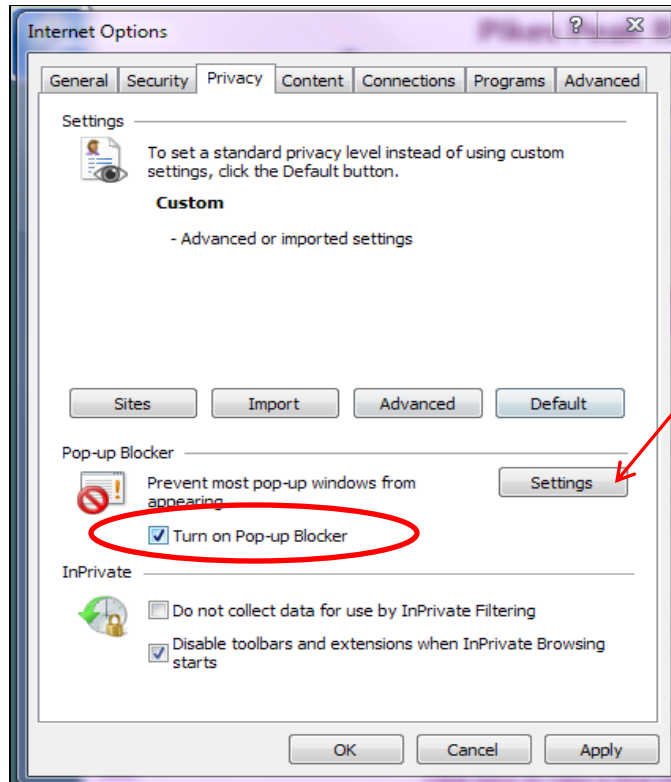 Internet Options
General Security Privacy Content Connections Programs Advanced
Settings
To set a standard privacy level instead of using custom
settings, click the Default button.
Custom
- Advanced or imported settings
Sites Import Advanced Default
Pop-up Blocker
Prevent most pop-up windows from
appearing.
Settings
Turn on Pop-up Blocker
InPrivate
Do not collect data for use by InPrivate Filtering
Disable toolbars and extensions when InPrivate Browsing
starts
OK Cancel Apply